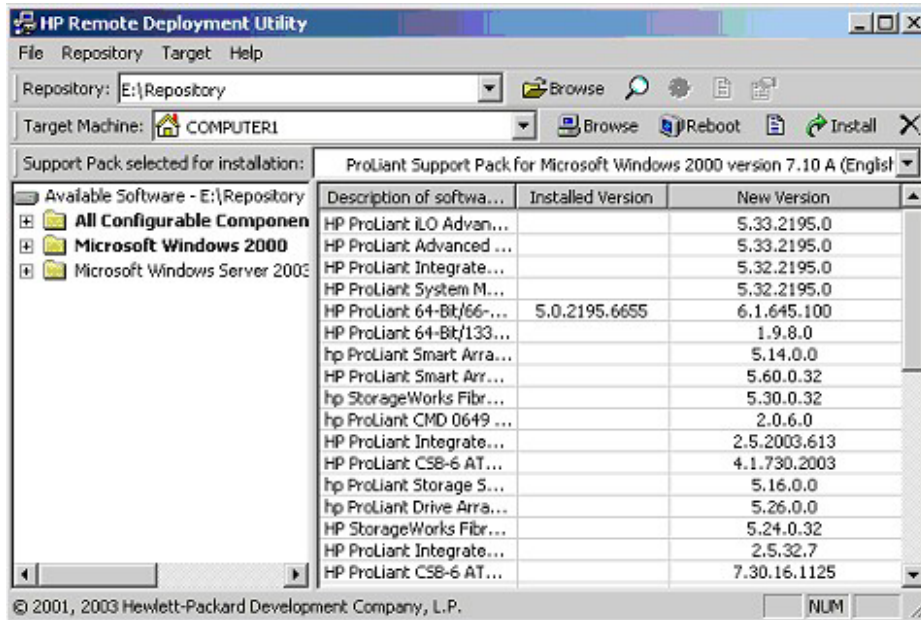 HP Remote Deployment Utility
File Repository Target Help
Repository: E:\Repository Browse
Target Machine: COMPUTER1 Browse Reboot Install
Support Pack selected for installation: ProLiant Support Pack for Microsoft Windows 2000 version 7.10 A (English
Available Software - E:\Repository
All Configurable Componen
Microsoft Windows 2000
Microsoft Windows Server 2003
Description of softwa... Installed Version New Version
HP ProLiant iLO Advan... 5.33.2195.0
HP ProLiant Advanced ... 5.33.2195.0
HP ProLiant Integrate... 5.32.2195.0
HP ProLiant System M... 5.32.2195.0
HP ProLiant 64-Bit/66-... 5.0.2195.6655 6.1.645.100
HP ProLiant 64-Bit/133... 1.9.8.0
hp ProLiant Smart Arra... 5.14.0.0
HP ProLiant Smart Arr... 5.60.0.32
hp StorageWorks Fibr... 5.30.0.32
hp ProLiant CMD 0649 ... 2.0.6.0
HP ProLiant Integrate... 2.5.2003.613
HP ProLiant CSB-6 AT... 4.1.730.2003
hp ProLiant Storage S... 5.16.0.0
hp ProLiant Drive Arra... 5.26.0.0
HP StorageWorks Fibr... 5.24.0.32
HP ProLiant Integrate... 2.5.32.7
HP ProLiant CSB-6 AT... 7.30.16.1125
© 2001, 2003 Hewlett-Packard Development Company, L.P. NUM